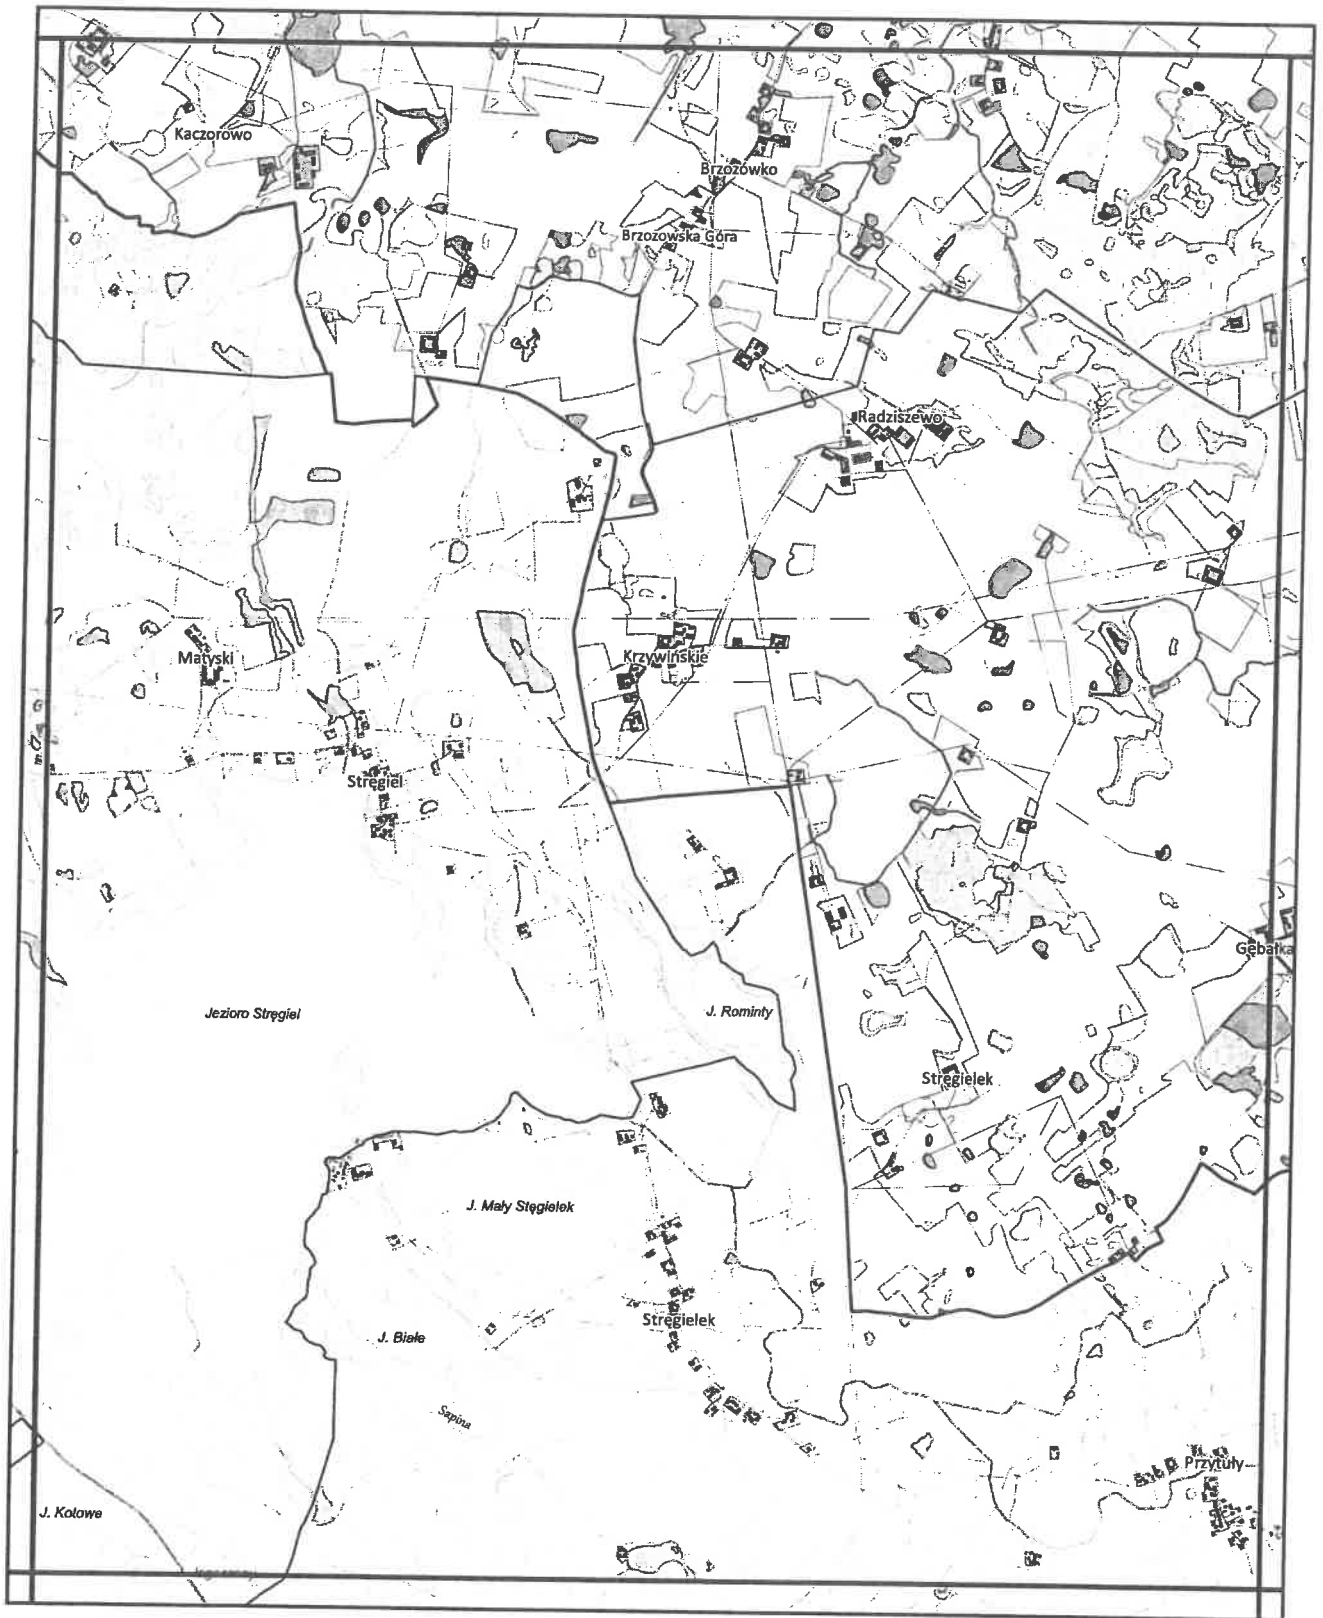 Kaczorowo
Brzozówko
Brzozowska Góra
Radziszewo
Matyski
Krzywińskie
Stręgiel
Gębałka
Jezioro Stręgiel
J. Rominty
Stręgielek
J. Mały Stęgielek
Stręgielek
J. Białe
Sapina
Przytuły
J. Kotowe